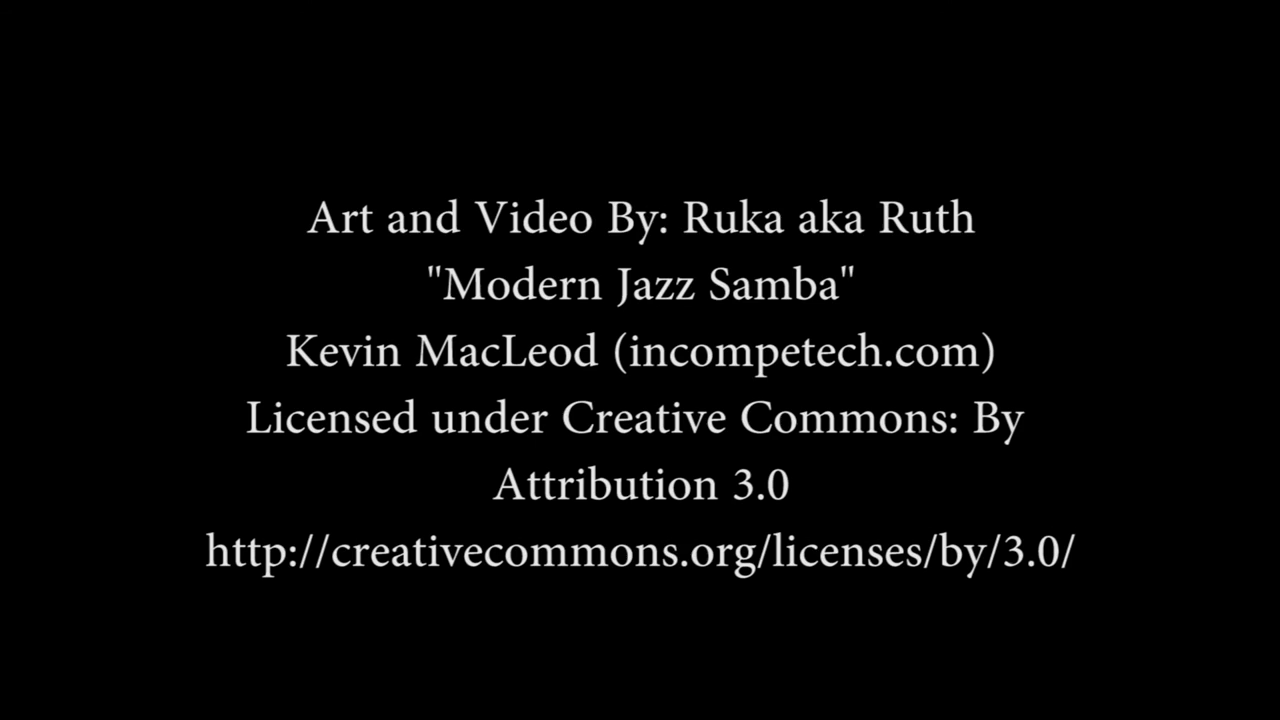 Art and Video By: Ruka aka Ruth
"Modern Jazz Samba"
Kevin MacLeod (incompetech.com)
Licensed under Creative Commons: By
Attribution 3.0
http://creativecommons.org/licenses/by/3.0/